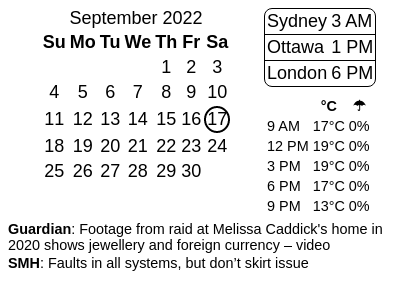 September 2022
Su Mo Tu We Th Fr Sa
1 2 3
4 5 6 7 8 9 10
11 12 13 14 15 16 17
18 19 20 21 22 23 24
25 26 27 28 29 30
Sydney 3 AM
Ottawa 1 PM
London 6 PM
°C ☂
9 AM 17°C 0%
12 PM 19°C 0%
3 PM 19°C 0%
6 PM 17°C 0%
9 PM 13°C 0%
Guardian: Footage from raid at Melissa Caddick's home in
2020 shows jewellery and foreign currency – video
SMH: Faults in all systems, but don’t skirt issue